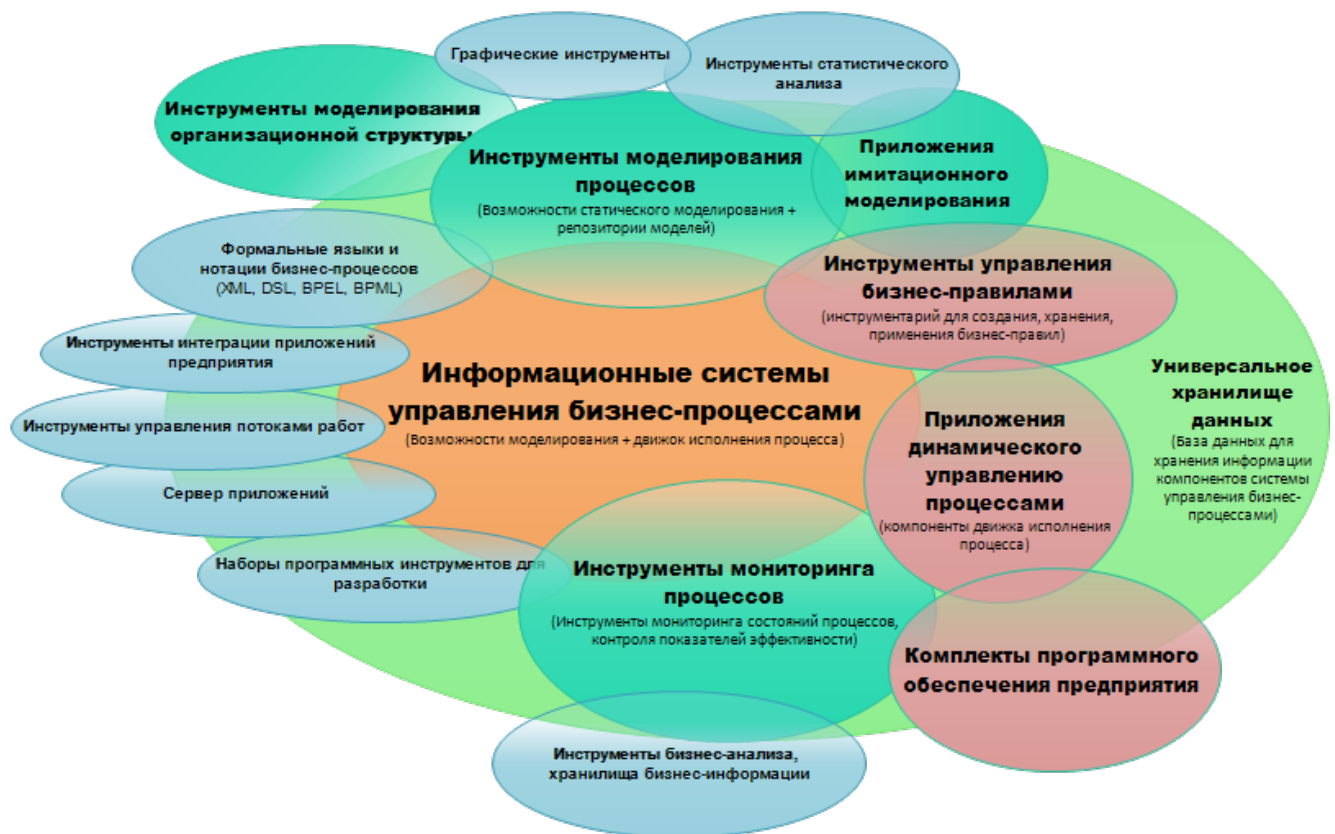 Графические инструменты
Инструменты статистического
анализа
Инструменты моделирования
организационной структуры
Инструменты моделирования
процессов
(Возможности статического моделирования +
репозитории моделей)
Приложения
имитационного
моделирования
Формальные языки и
нотации бизнес-процессов
(XML, DSL, BPEL, BPML)
Инструменты управления
бизнес-правилами
(инструментарий для создания, хранения,
применения бизнес-правил)
Инструменты интеграции приложений
предприятия
Информационные системы
управления бизнес-процессами
(Возможности моделирования + движок исполнения процесса)
Универсальное
хранилище
данных
(База данных для
хранения информации
компонентов системы
управления бизнес-
процессами)
Инструменты управления потоками работ
Приложения
динамического
управлению
процессами
(компоненты движка исполнения
процесса)
Сервер приложений
Наборы программных инструментов для
разработки
Инструменты мониторинга
процессов
(Инструменты мониторинга состояний процессов,
контроля показателей эффективности)
Комплекты программного
обеспечения предприятия
Инструменты бизнес-анализа,
хранилища бизнес-информации